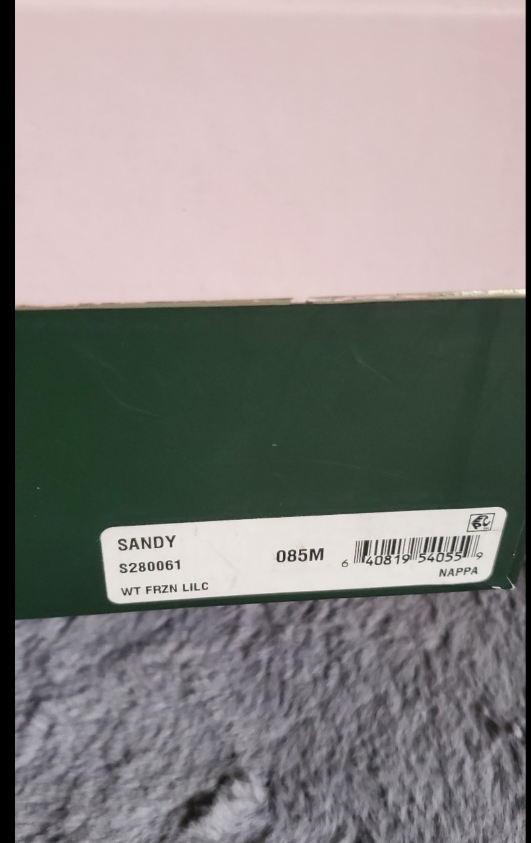 SANDY
S280061
WT FRZN LILC
085M
6 40819 54055 9
NAPPA